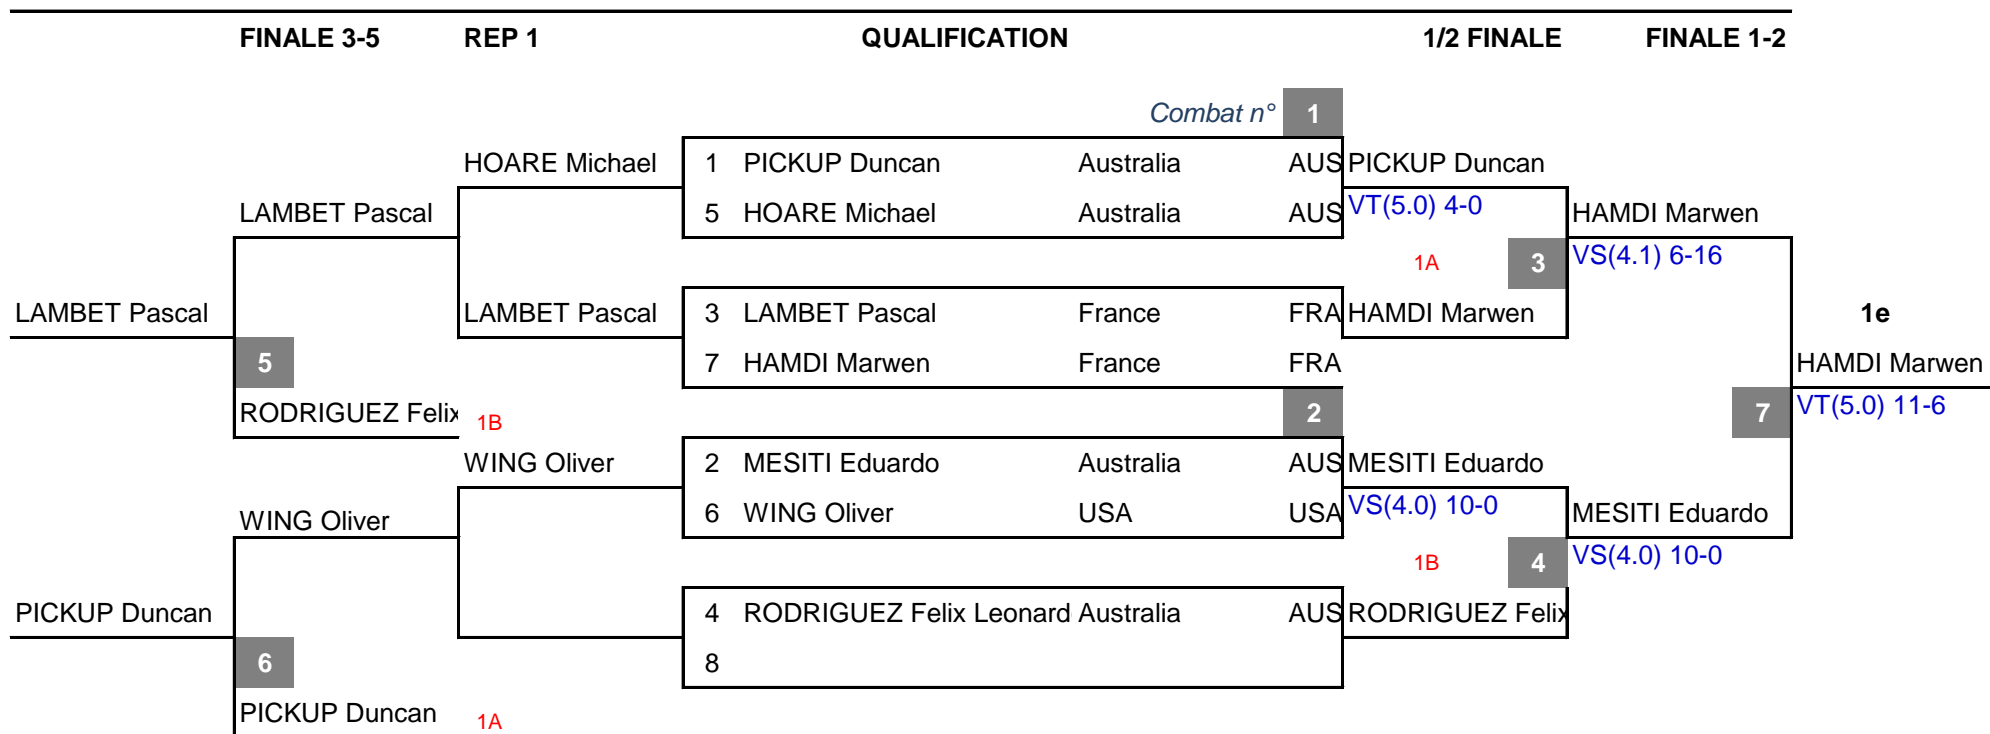 FINALE 3-5 REP 1 QUALIFICATION 1/2 FINALE FINALE 1-2
Combat n° 1
HOARE Michael 1 PICKUP Duncan Australia AUS PICKUP Duncan
LAMBET Pascal 5 HOARE Michael Australia AUS VT(5.0) 4-0 HAMDI Marwen
1A 3 VS(4.1) 6-16
LAMBET Pascal LAMBET Pascal 3 LAMBET Pascal France FRA HAMDI Marwen 1e
5 7 HAMDI Marwen France FRA HAMDI Marwen
RODRIGUEZ Felix 1B 2 7 VT(5.0) 11-6
WING Oliver 2 MESITI Eduardo Australia AUS MESITI Eduardo
WING Oliver 6 WING Oliver USA USA VS(4.0) 10-0 MESITI Eduardo
1B 4 VS(4.0) 10-0
PICKUP Duncan 4 RODRIGUEZ Felix Leonard Australia AUS RODRIGUEZ Felix
6 8
PICKUP Duncan 1A